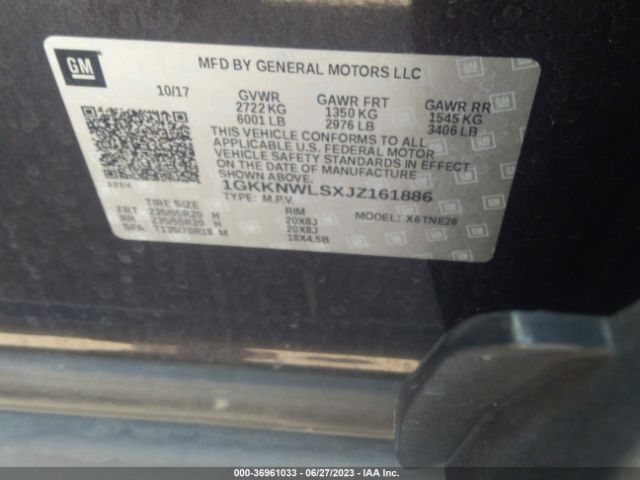 GM
MFD BY GENERAL MOTORS LLC
10/17
GVWR
2722 KG
6001 LB
GAWR FRT
1350 KG
2976 LB
GAWR RR
1545 KG
3406 LB
THIS VEHICLE CONFORMS TO ALL
APPLICABLE U.S. FEDERAL MOTOR
VEHICLE SAFETY STANDARDS IN EFFECT
ON THE DATE OF MANUFACTURE
SHOWN ABOVE.
1GKKNWLSXJZ161886
TYPE: M.P.V.
MODEL: X6TNE26
TIRE SIZE
RIM
FRT 235/55R20 H 20X8J
RR 235/55R20 H 20X8J
SPA T135/70R18 M 18X4.5B
000-36961033 — 06/27/2023 — IAA Inc.